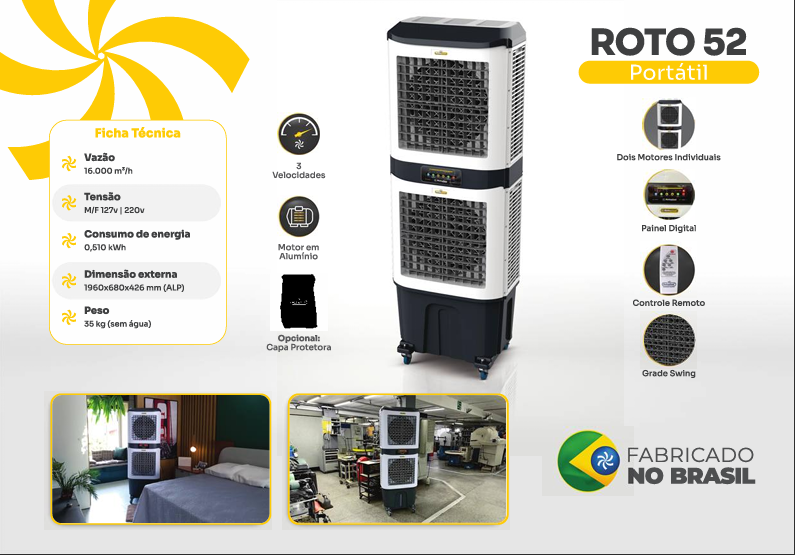 ROTO 52
Portátil
Ficha Técnica
Vazão
16.000 m³/h
Tensão
M/F 127v | 220v
Consumo de energia
0,510 kWh
Dimensão externa
1960x680x426 mm (ALP)
Peso
35 kg (sem água)
3
Velocidades
Motor em
Alumínio
Opcional:
Capa Protetora
Dois Motores Individuais
Painel Digital
Controle Remoto
Grade Swing
FABRICADO
NO BRASIL